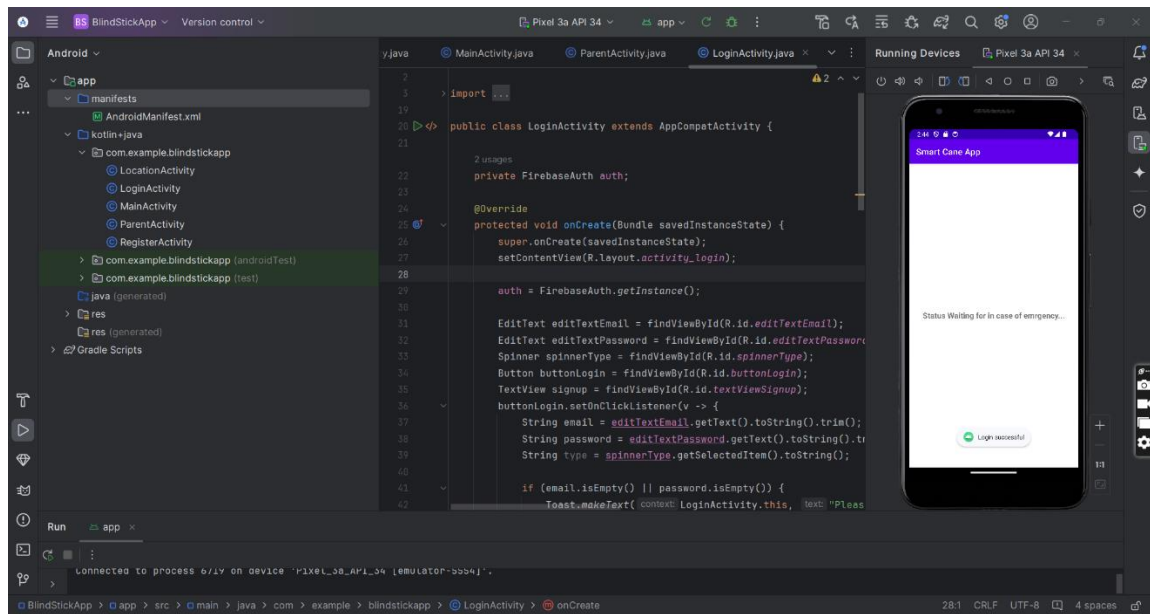 BS BlindStickApp Version control Pixel 3a API 34 app
Android
y.java MainActivity.java ParentActivity.java LoginActivity.java
Running Devices Pixel 3a API 34
app
manifests
AndroidManifest.xml
kotlin+java
com.example.blindstickapp
LocationActivity
LoginActivity
MainActivity
ParentActivity
RegisterActivity
com.example.blindstickapp (androidTest)
com.example.blindstickapp (test)
java (generated)
res
res (generated)
Gradle Scripts
2
2
3 import ...
19
20 public class LoginActivity extends AppCompatActivity {
21
2 usages
22 private FirebaseAuth auth;
23
24 @Override
25 protected void onCreate(Bundle savedInstanceState) {
26 super.onCreate(savedInstanceState);
27 setContentView(R.layout.activity_login);
28
29 auth = FirebaseAuth.getInstance();
30
31 EditText editTextEmail = findViewById(R.id.editTextEmail);
32 EditText editTextPassword = findViewById(R.id.editTextPassword
33 Spinner spinnerType = findViewById(R.id.spinnerType);
34 Button buttonLogin = findViewById(R.id.buttonLogin);
35 TextView signup = findViewById(R.id.textViewSignup);
36 buttonLogin.setOnClickListener(v -> {
37 String email = editTextEmail.getText().toString().trim();
38 String password = editTextPassword.getText().toString().tr
39 String type = spinnerType.getSelectedItem().toString();
40
41 if (email.isEmpty() || password.isEmpty()) {
42 Toast.makeText( context: LoginActivity.this, text: "Pleas
2:44
Smart Cane App
Status Waiting for in case of emrgency...
Login successful
1:1
Run app
Connected to process 6719 on device 'Pixel_3a_API_34 [emulator-5554]'.
BlindStickApp > app > src > main > java > com > example > blindstickapp > LoginActivity > onCreate
28:1 CRLF UTF-8 4 spaces